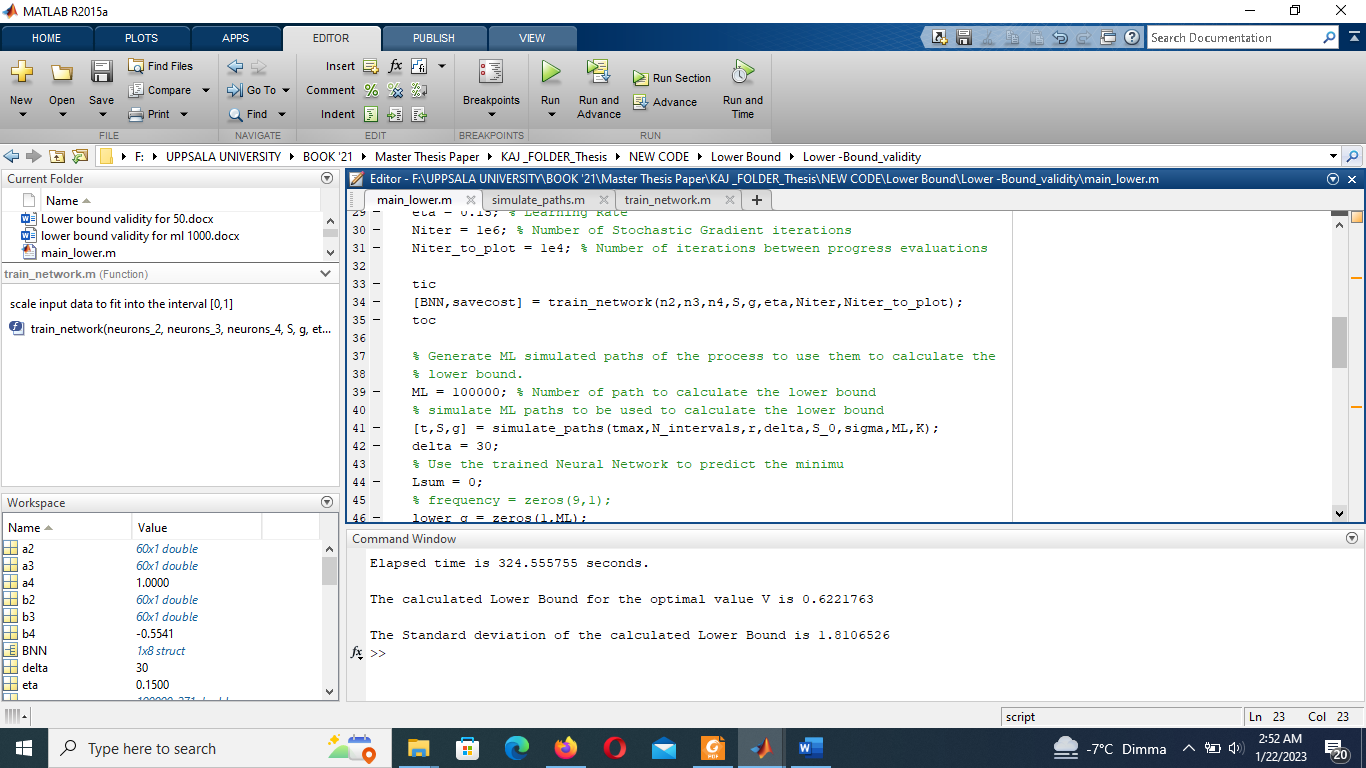 MATLAB R2015a
HOME PLOTS APPS EDITOR PUBLISH VIEW
Search Documentation
New Open Save Find Files Compare Print
Go To Find
Insert fx
Comment
Indent
Breakpoints
Run Run and Advance Run Section Advance Run and Time
FILE NAVIGATE EDIT BREAKPOINTS RUN
F: UPPSALA UNIVERSITY BOOK '21 Master Thesis Paper KAJ _FOLDER_Thesis NEW CODE Lower Bound Lower -Bound_validity
Current Folder
Name
Lower bound validity for 50.docx
lower bound validity for ml 1000.docx
main_lower.m
train_network.m (Function)
scale input data to fit into the interval [0,1]
train_network(neurons_2, neurons_3, neurons_4, S, g, et...
Workspace
Name Value
a2 60x1 double
a3 60x1 double
a4 1.0000
b2 60x1 double
b3 60x1 double
b4 -0.5541
BNN 1x8 struct
delta 30
eta 0.1500
Editor - F:\UPPSALA UNIVERSITY\BOOK '21\Master Thesis Paper\KAJ _FOLDER_Thesis\NEW CODE\Lower Bound\Lower -Bound_validity\main_lower.m
main_lower.m simulate_paths.m train_network.m
29 eta = 0.15; % Learning Rate
30 Niter = 1e6; % Number of Stochastic Gradient iterations
31 Niter_to_plot = 1e4; % Number of iterations between progress evaluations
32
33 tic
34 [BNN,savecost] = train_network(n2,n3,n4,S,g,eta,Niter,Niter_to_plot);
35 toc
36
37 % Generate ML simulated paths of the process to use them to calculate the
38 % lower bound.
39 ML = 100000; % Number of path to calculate the lower bound
40 % simulate ML paths to be used to calculate the lower bound
41 [t,S,g] = simulate_paths(tmax,N_intervals,r,delta,S_0,sigma,ML,K);
42 delta = 30;
43 % Use the trained Neural Network to predict the minimu
44 Lsum = 0;
45 % frequency = zeros(9,1);
46 lower_g = zeros(1,ML);
Command Window
Elapsed time is 324.555755 seconds.
The calculated Lower Bound for the optimal value V is 0.6221763
The Standard deviation of the calculated Lower Bound is 1.8106526
fx >>
script Ln 23 Col 23
Type here to search
-7°C Dimma
2:52 AM
1/22/2023
20